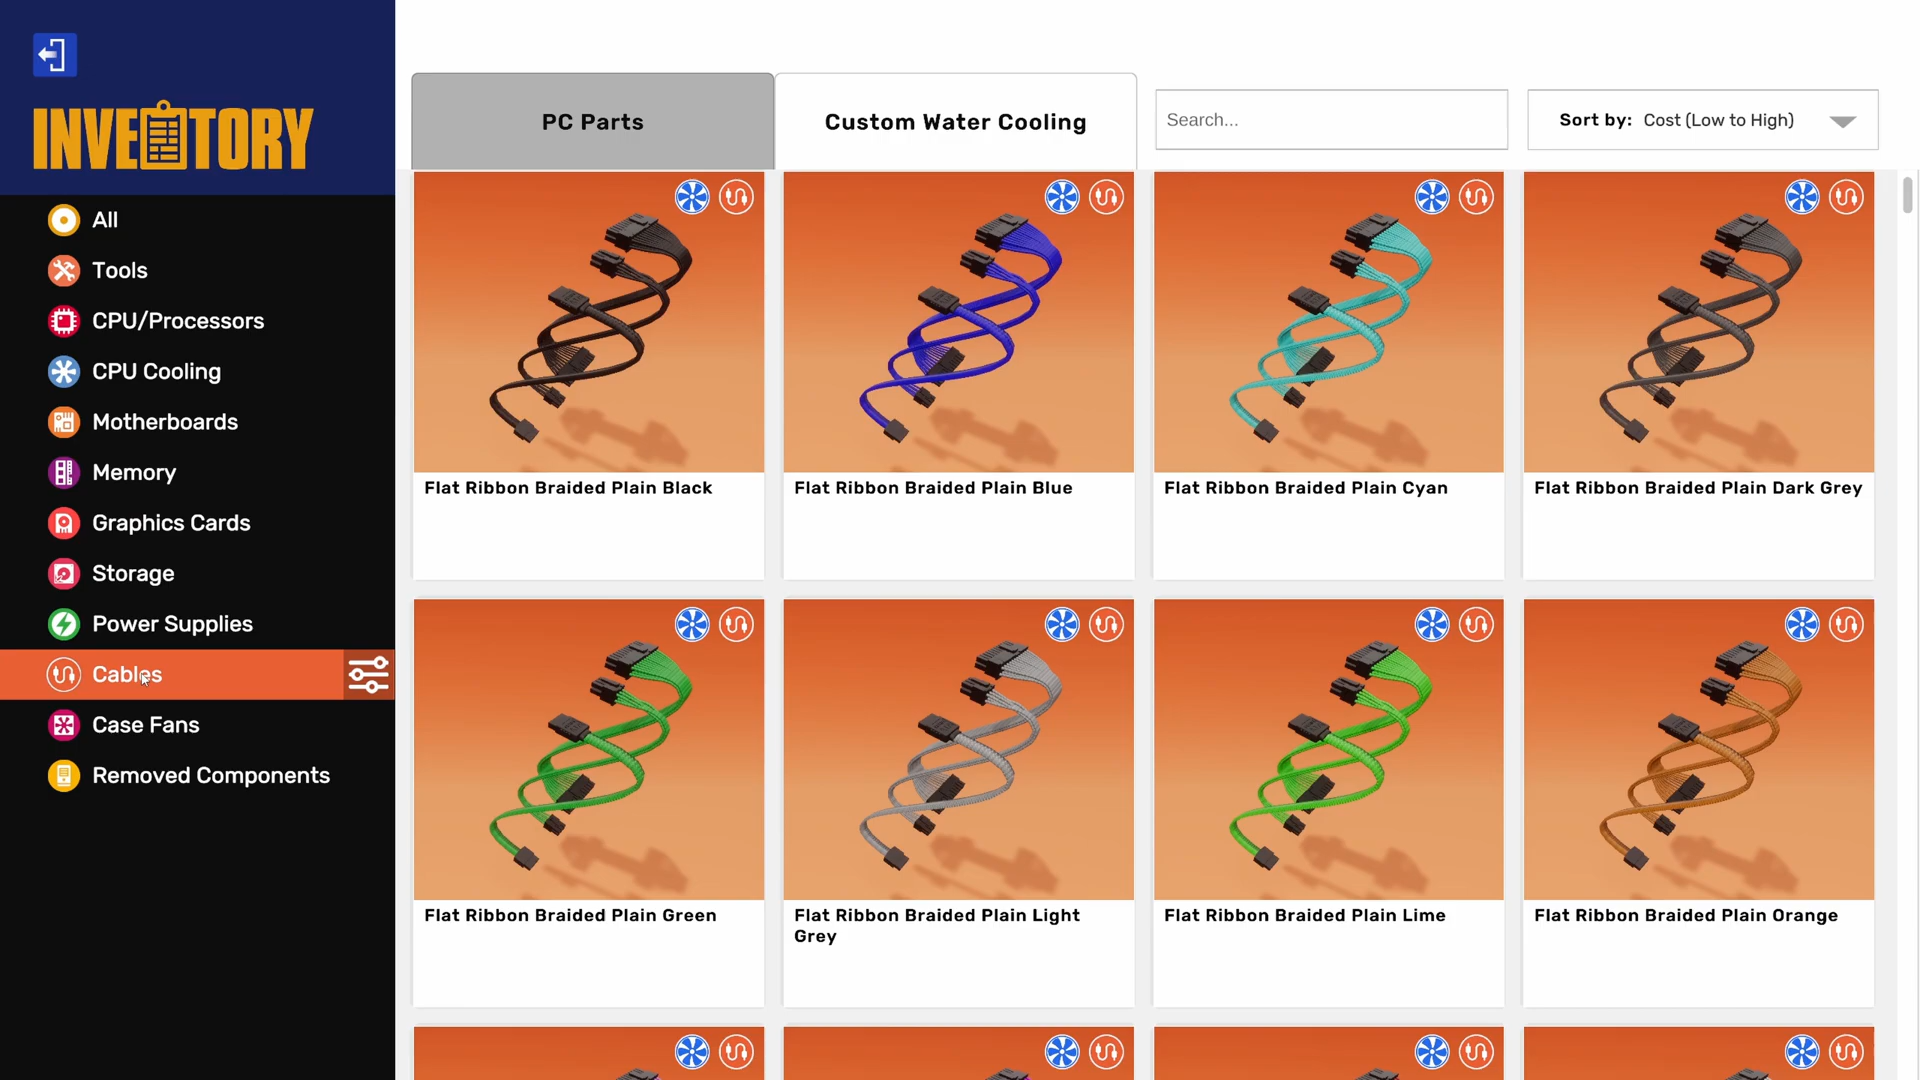 INVENTORY
All
Tools
CPU/Processors
CPU Cooling
Motherboards
Memory
Graphics Cards
Storage
Power Supplies
Cables
Case Fans
Removed Components
PC Parts
Custom Water Cooling
Search...
Sort by: Cost (Low to High)
Flat Ribbon Braided Plain Black
Flat Ribbon Braided Plain Blue
Flat Ribbon Braided Plain Cyan
Flat Ribbon Braided Plain Dark Grey
Flat Ribbon Braided Plain Green
Flat Ribbon Braided Plain Light
Grey
Flat Ribbon Braided Plain Lime
Flat Ribbon Braided Plain Orange